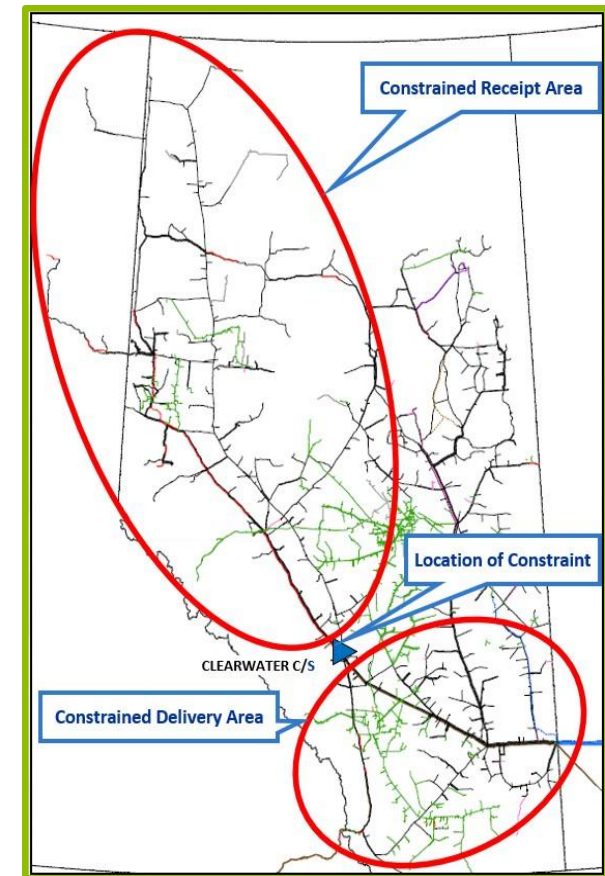 Constrained Receipt Area
Location of Constraint
CLEARWATER C/S
Constrained Delivery Area